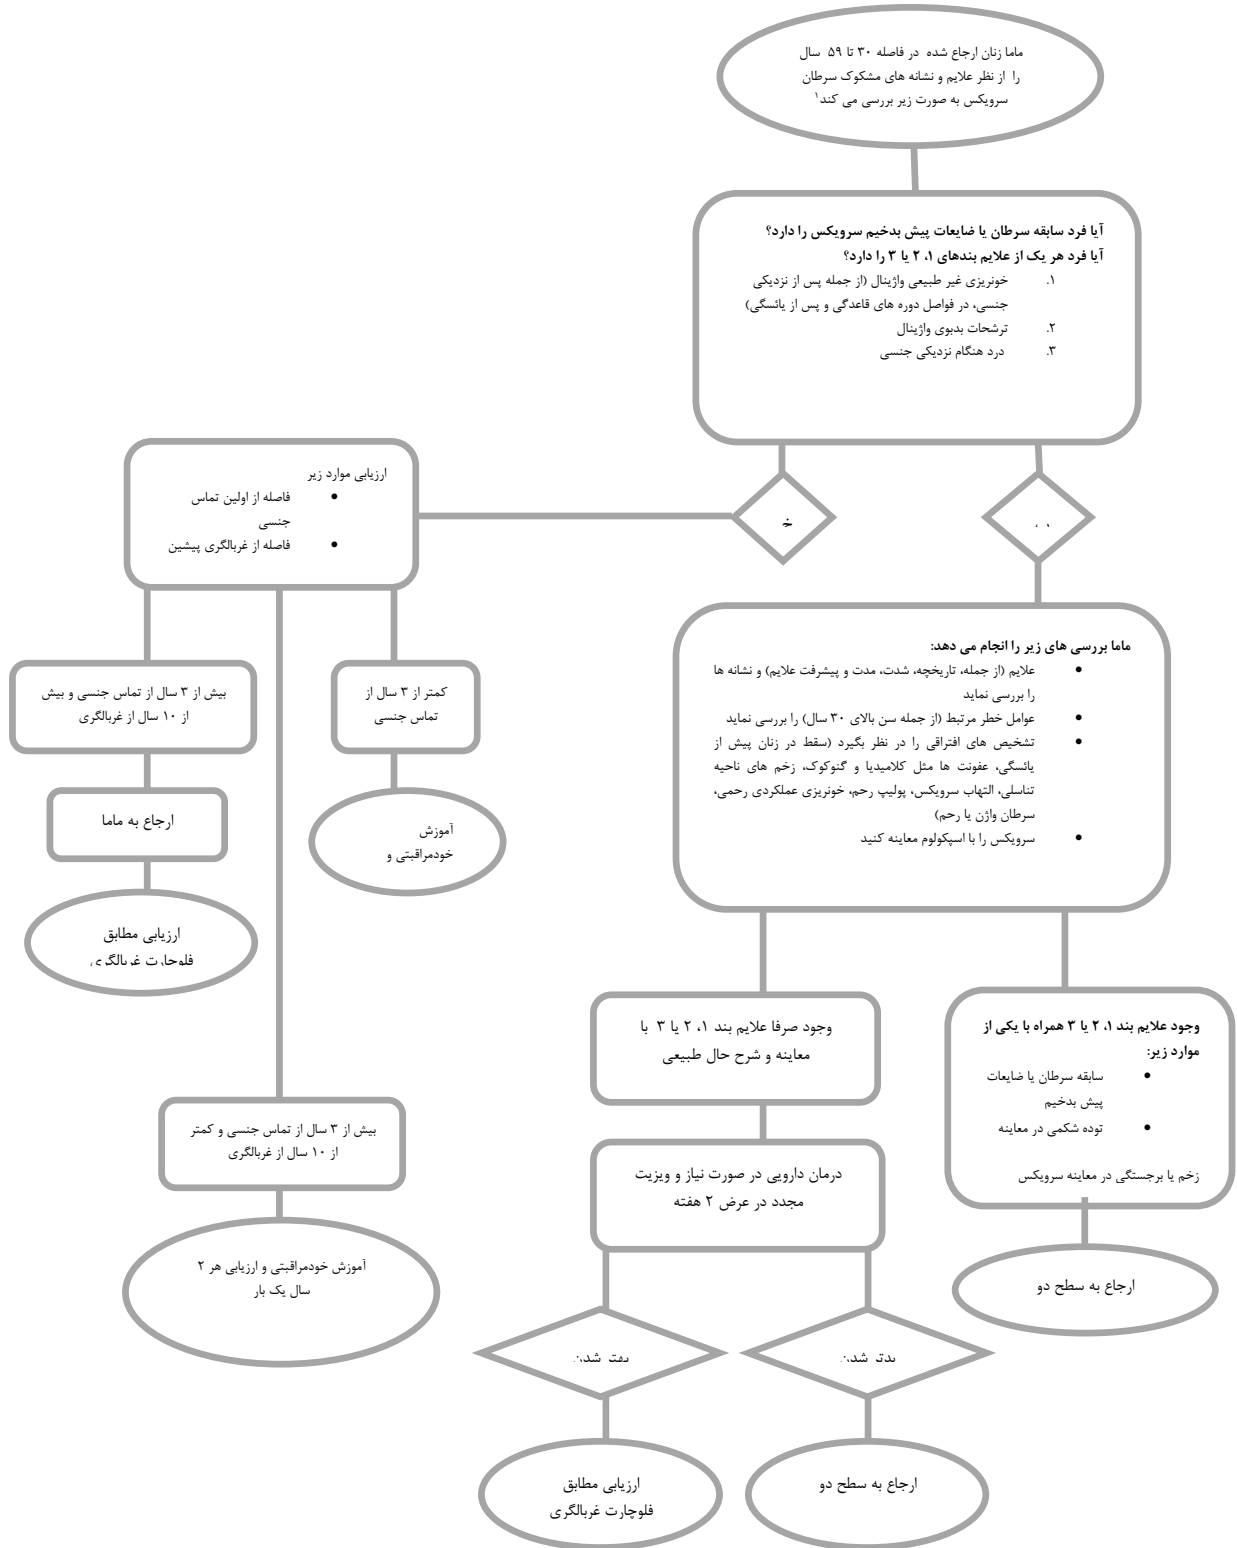 ماما زنان ارجاع شده در فاصله ۳۰ تا ۵۹ سال
را از نظر علایم و نشانه های مشکوک سرطان
سرویکس به صورت زیر بررسی می کند۱
آیا فرد سابقه سرطان یا ضایعات پیش بدخیم سرویکس را دارد؟
آیا فرد هر یک از علایم بندهای ۱، ۲ یا ۳ را دارد؟
۱. خونریزی غیر طبیعی واژینال (از جمله پس از نزدیکی
جنسی، در فواصل دوره های قاعدگی و پس از یائسگی)
۲. ترشحات بدبوی واژینال
۳. درد هنگام نزدیکی جنسی
ارزیابی موارد زیر
• فاصله از اولین تماس
جنسی
• فاصله از غربالگری پیشین
ماما بررسی های زیر را انجام می دهد:
• علایم (از جمله، تاریخچه، شدت، مدت و پیشرفت علایم) و نشانه ها
را بررسی نماید
• عوامل خطر مرتبط (از جمله سن بالای ۳۰ سال) را بررسی نماید
• تشخیص های افتراقی را در نظر بگیرد (سقط در زنان پیش از
یائسگی، عفونت ها مثل کلامیدیا و گنوکوک، زخم های ناحیه
تناسلی، التهاب سرویکس، پولیپ رحم، خونریزی عملکردی رحمی،
سرطان واژن یا رحم)
• سرویکس را با اسپکولوم معاینه کنید
کمتر از ۳ سال از
تماس جنسی
بیش از ۳ سال از تماس جنسی و بیش
از ۱۰ سال از غربالگری
آموزش
خودمراقبتی و
ارجاع به ماما
ارزیابی مطابق
فلوچارت غربالگری
وجود علایم بند ۱، ۲ یا ۳ همراه با یکی از
موارد زیر:
• سابقه سرطان یا ضایعات
پیش بدخیم
• توده شکمی در معاینه
زخم یا برجستگی در معاینه سرویکس
وجود صرفا علایم بند ۱، ۲ یا ۳ با
معاینه و شرح حال طبیعی
بیش از ۳ سال از تماس جنسی و کمتر
از ۱۰ سال از غربالگری
درمان دارویی در صورت نیاز و ویزیت
مجدد در عرض ۲ هفته
ارجاع به سطح دو
آموزش خودمراقبتی و ارزیابی هر ۲
سال یک بار
بدتر شدن
بهتر شدن
ارجاع به سطح دو
ارزیابی مطابق
فلوچارت غربالگری